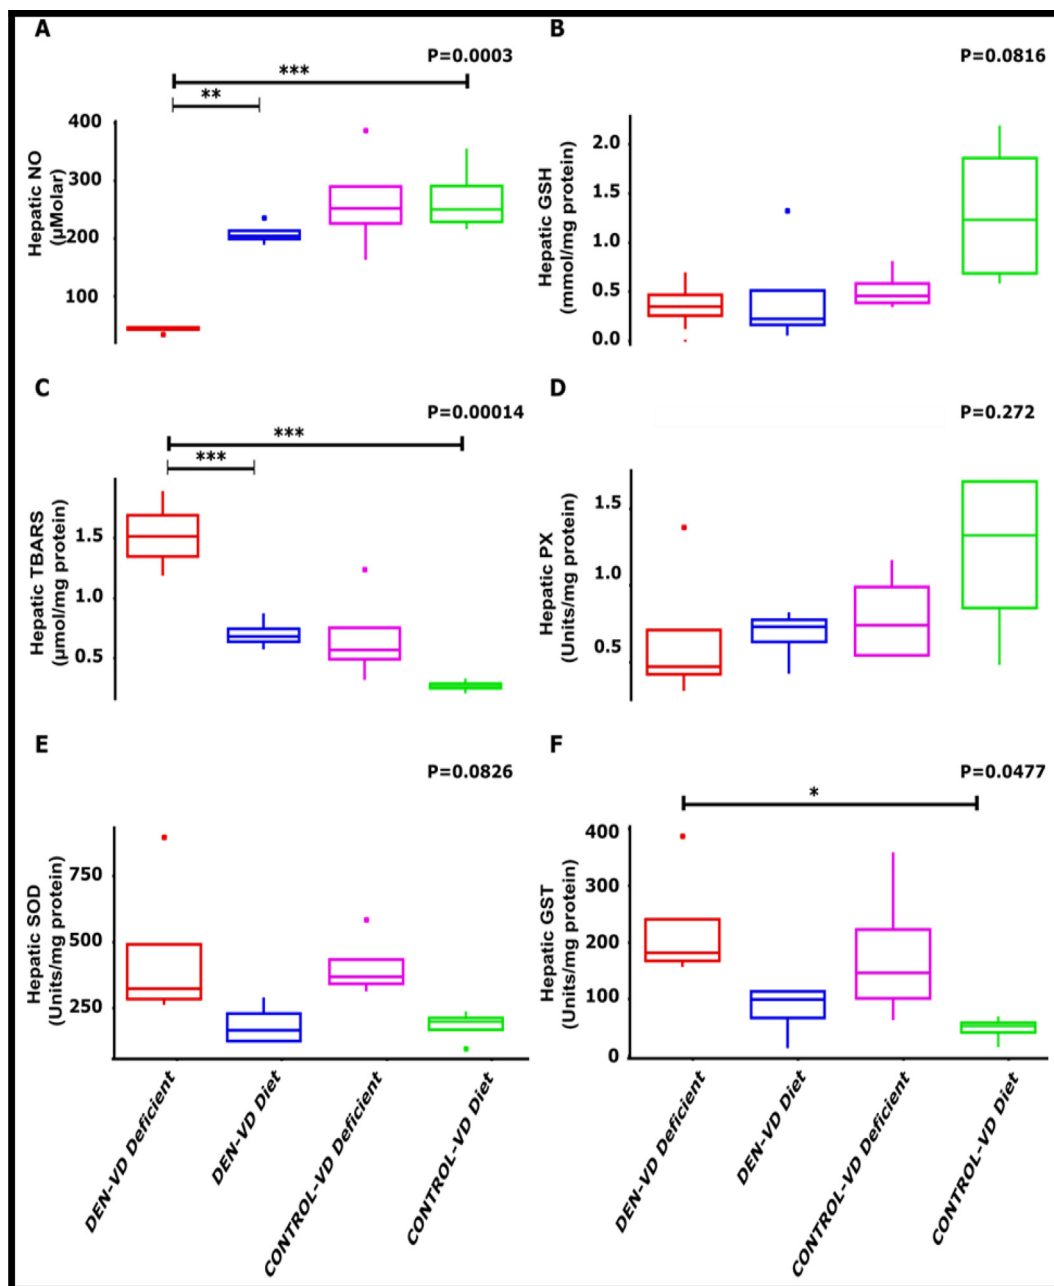 A
P=0.0003
***
**
Hepatic NO
(µMolar)
400
300
200
100
B
P=0.0816
Hepatic GSH
(mmol/mg protein)
2.0
1.5
1.0
0.5
0.0
C
P=0.00014
***
***
Hepatic TBARS
(µmol/mg protein)
1.5
1.0
0.5
D
P=0.272
Hepatic PX
(Units/mg protein)
1.5
1.0
0.5
E
P=0.0826
Hepatic SOD
(Units/mg protein)
750
500
250
F
P=0.0477
*
Hepatic GST
(Units/mg protein)
400
300
200
100
0
DEN-VD Deficient
DEN-VD Diet
CONTROL-VD Deficient
CONTROL-VD Diet
DEN-VD Deficient
DEN-VD Diet
CONTROL-VD Deficient
CONTROL-VD Diet